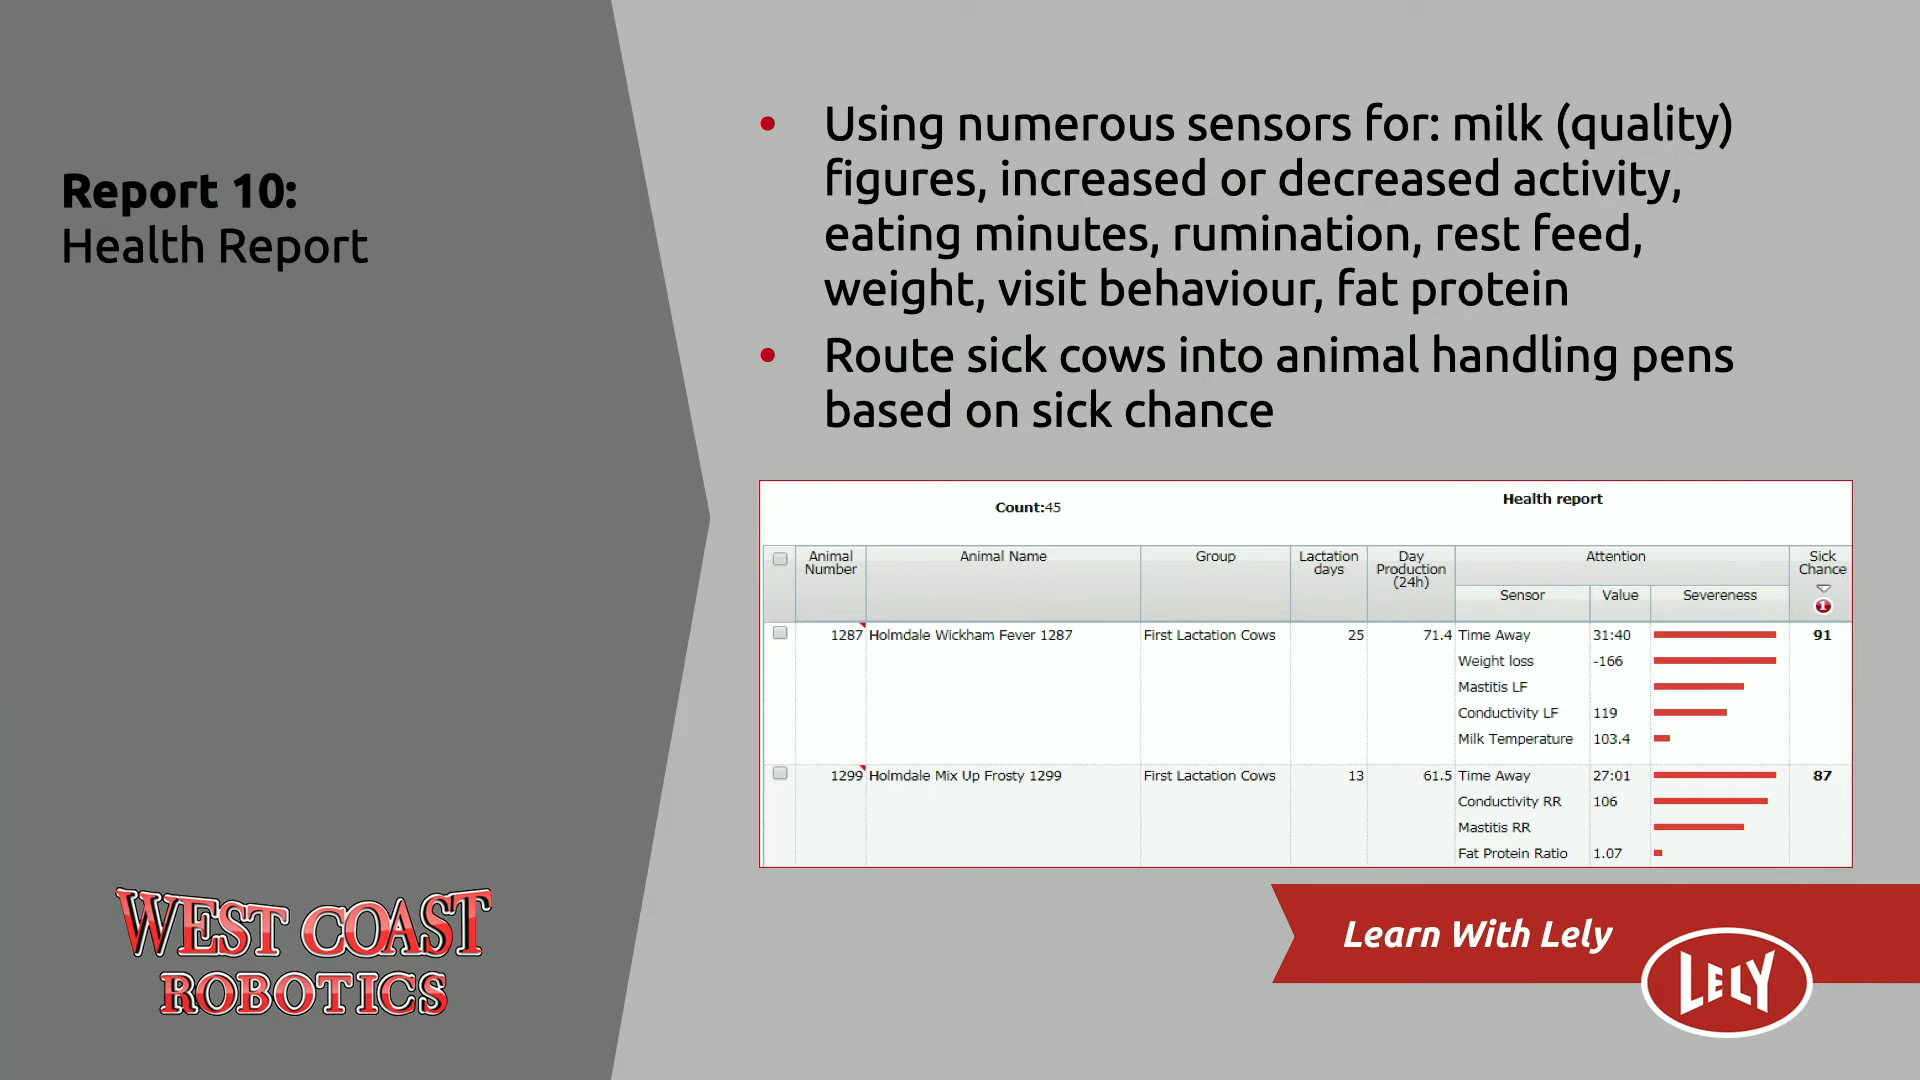 Report 10:
Health Report
• Using numerous sensors for: milk (quality)
figures, increased or decreased activity,
eating minutes, rumination, rest feed,
weight, visit behaviour, fat protein
• Route sick cows into animal handling pens
based on sick chance
Count:45
Health report
Animal Number Animal Name Group Lactation days Day Production (24h) Attention Sick Chance
Sensor Value Severeness 1
1287 Holmdale Wickham Fever 1287 First Lactation Cows 25 71.4 Time Away 31:40 91
Weight loss -166
Mastitis LF
Conductivity LF 119
Milk Temperature 103.4
1299 Holmdale Mix Up Frosty 1299 First Lactation Cows 13 61.5 Time Away 27:01 87
Conductivity RR 106
Mastitis RR
Fat Protein Ratio 1.07
WEST COAST
ROBOTICS
Learn With Lely
LELY